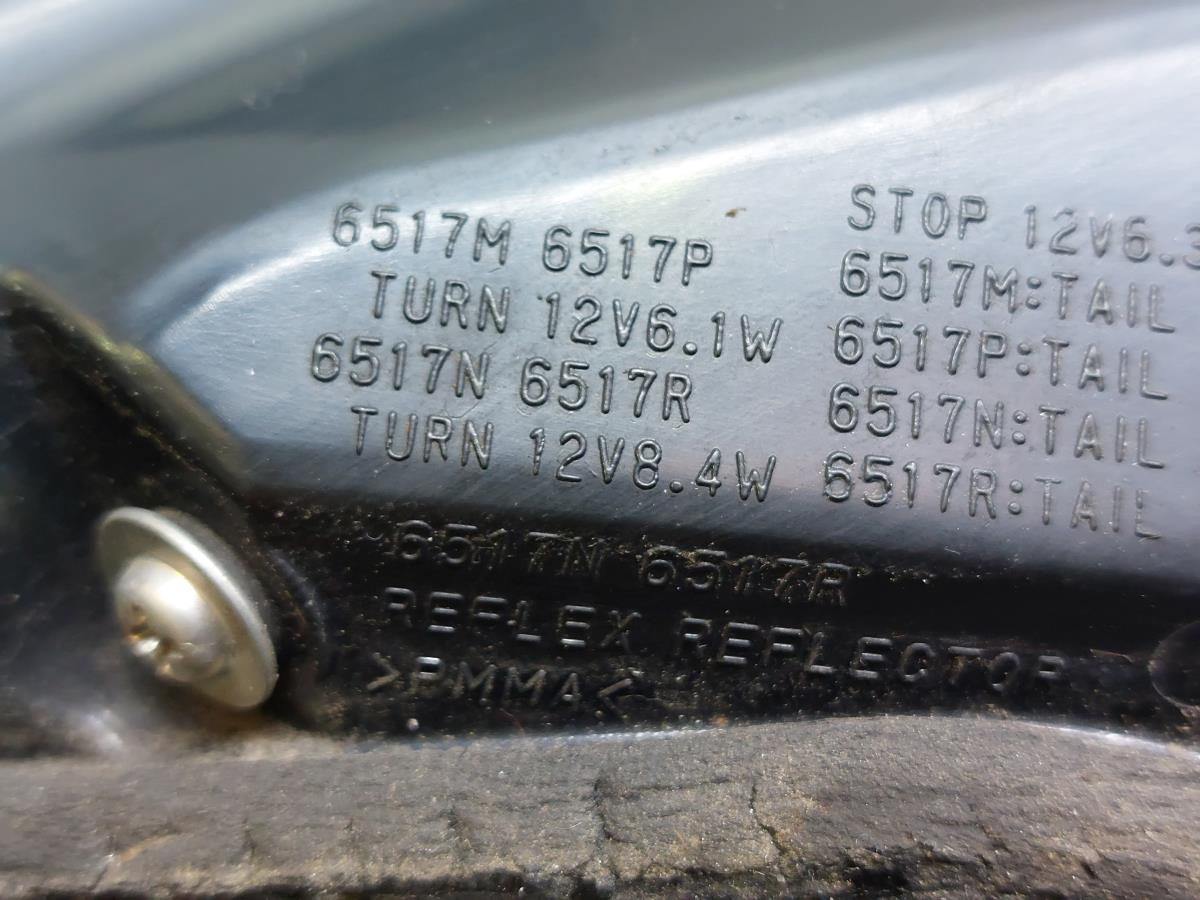 6517M 6517P
TURN 12V6.1W
6517N 6517R
TURN 12V8.4W
6517N 6517R
REFLEX REFLECTOR
>PMMA<
STOP 12V6.3
6517M:TAIL
6517P:TAIL
6517N:TAIL
6517R:TAIL